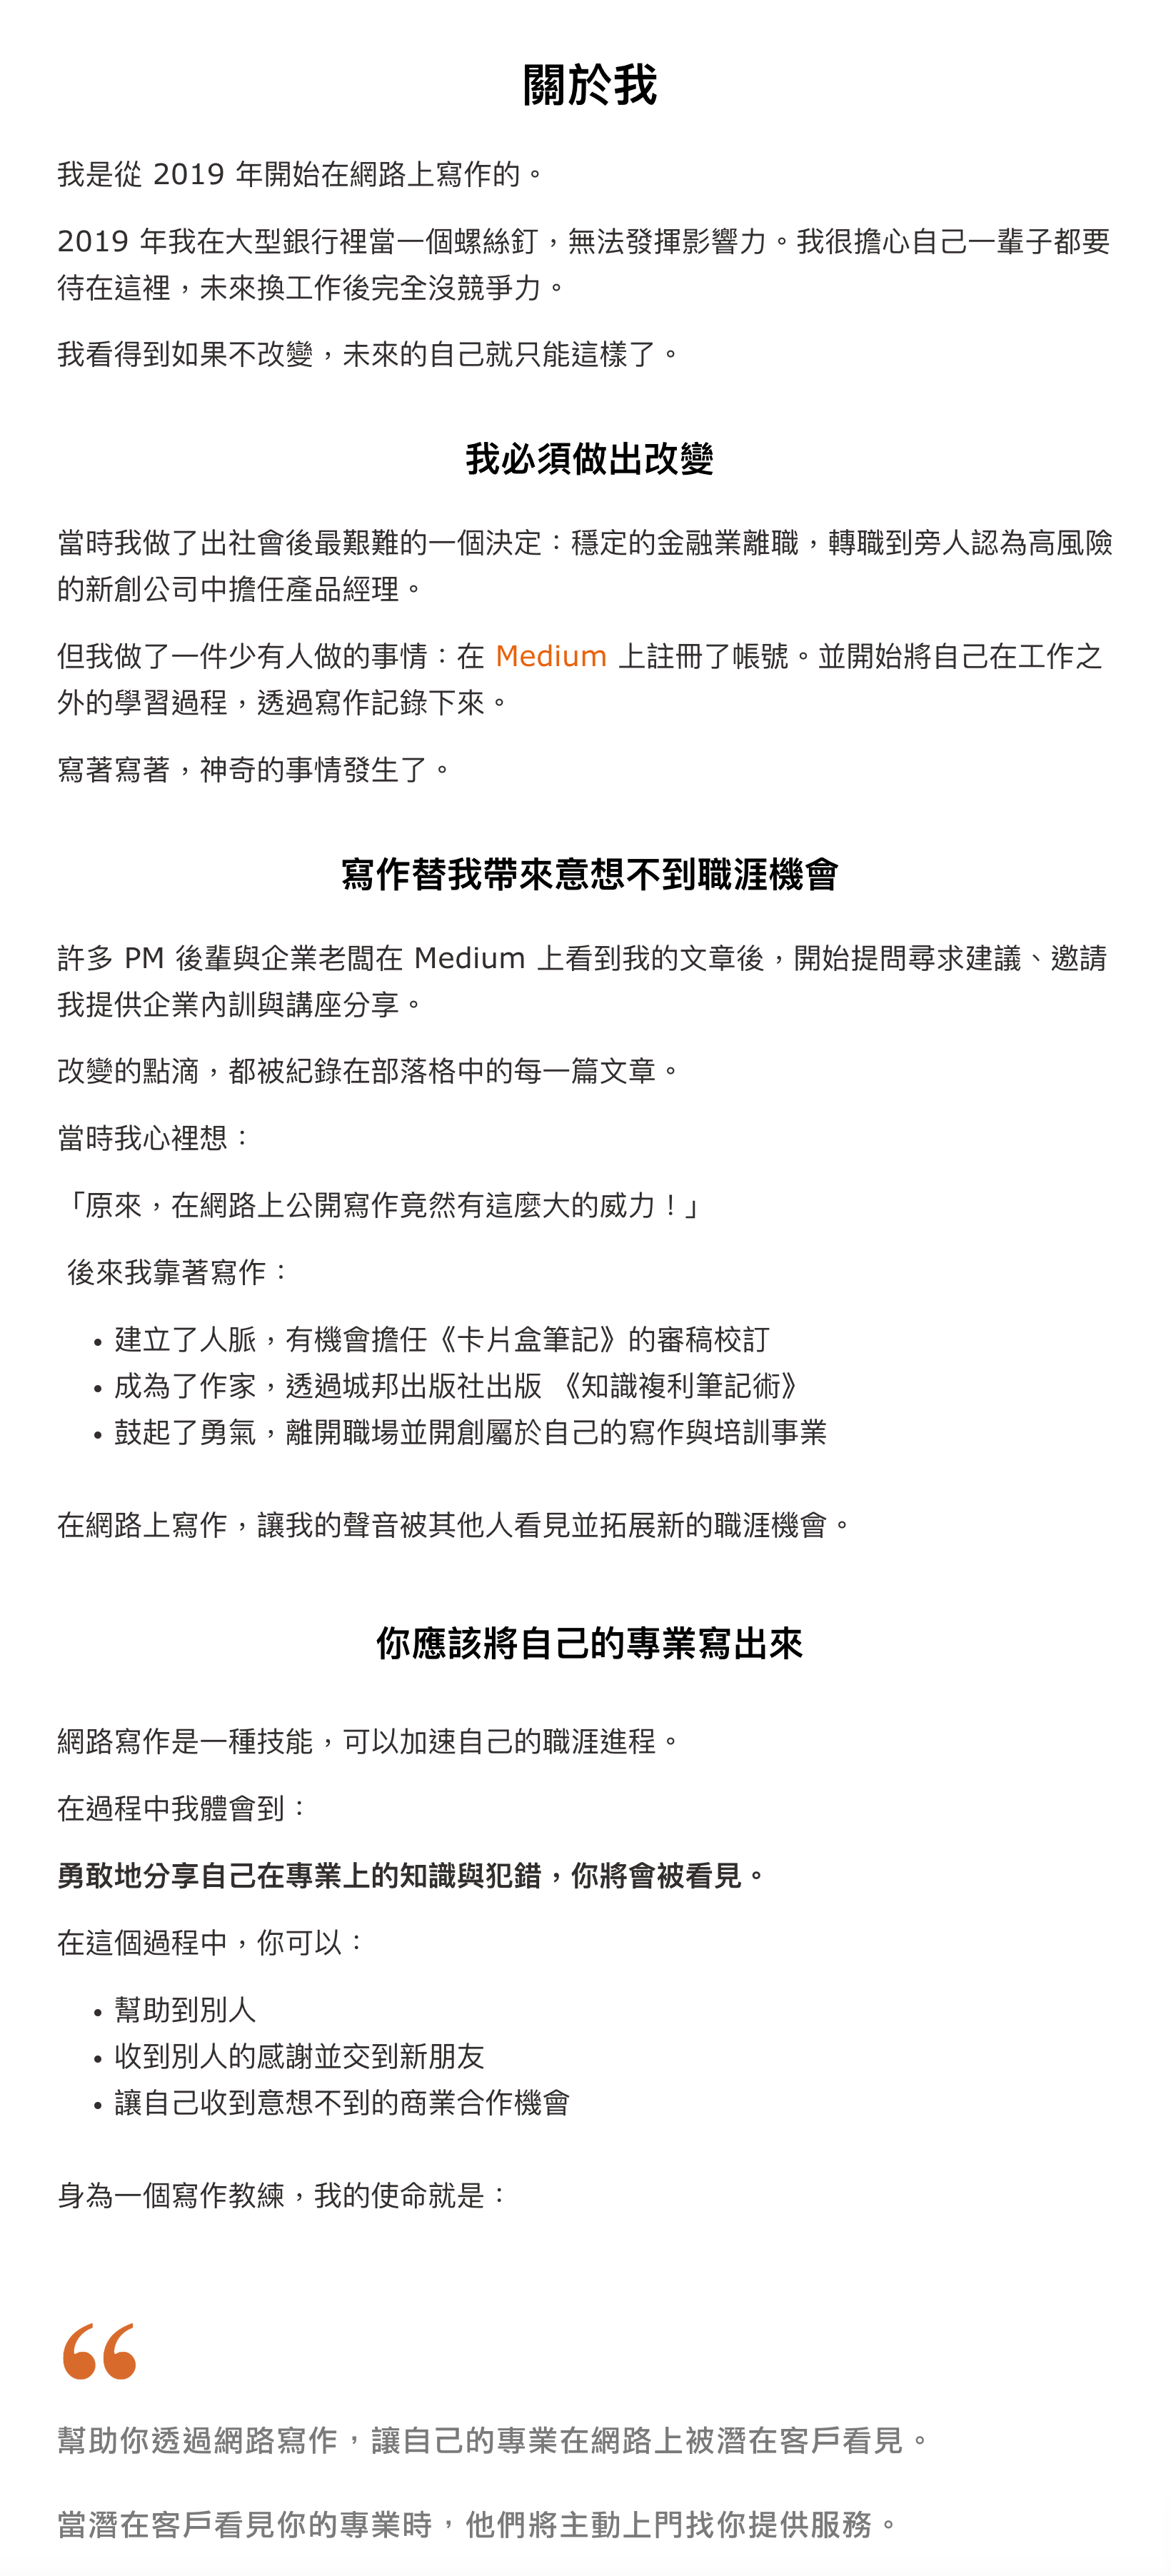 關於我
我是從 2019 年開始在網路上寫作的。
2019 年我在大型銀行裡當一個螺絲釘，無法發揮影響力。我很擔心自己一輩子都要
待在這裡，未來換工作後完全沒競爭力。
我看得到如果不改變，未來的自己就只能這樣了。
我必須做出改變
當時我做了出社會後最艱難的一個決定：穩定的金融業離職，轉職到旁人認為高風險
的新創公司中擔任產品經理。
但我做了一件少有人做的事情：在 Medium 上註冊了帳號。並開始將自己在工作之
外的學習過程，透過寫作記錄下來。
寫著寫著，神奇的事情發生了。
寫作替我帶來意想不到職涯機會
許多 PM 後輩與企業老闆在 Medium 上看到我的文章後，開始提問尋求建議、邀請
我提供企業內訓與講座分享。
改變的點滴，都被紀錄在部落格中的每一篇文章。
當時我心裡想：
「原來，在網路上公開寫作竟然有這麼大的威力！」
後來我靠著寫作：
• 建立了人脈，有機會擔任《卡片盒筆記》的審稿校訂
• 成為了作家，透過城邦出版社出版 《知識複利筆記術》
• 鼓起了勇氣，離開職場並開創屬於自己的寫作與培訓事業
在網路上寫作，讓我的聲音被其他人看見並拓展新的職涯機會。
你應該將自己的專業寫出來
網路寫作是一種技能，可以加速自己的職涯進程。
在過程中我體會到：
勇敢地分享自己在專業上的知識與犯錯，你將會被看見。
在這個過程中，你可以：
• 幫助到別人
• 收到別人的感謝並交到新朋友
• 讓自己收到意想不到的商業合作機會
身為一個寫作教練，我的使命就是：
“
幫助你透過網路寫作，讓自己的專業在網路上被潛在客戶看見。
當潛在客戶看見你的專業時，他們將主動上門找你提供服務。